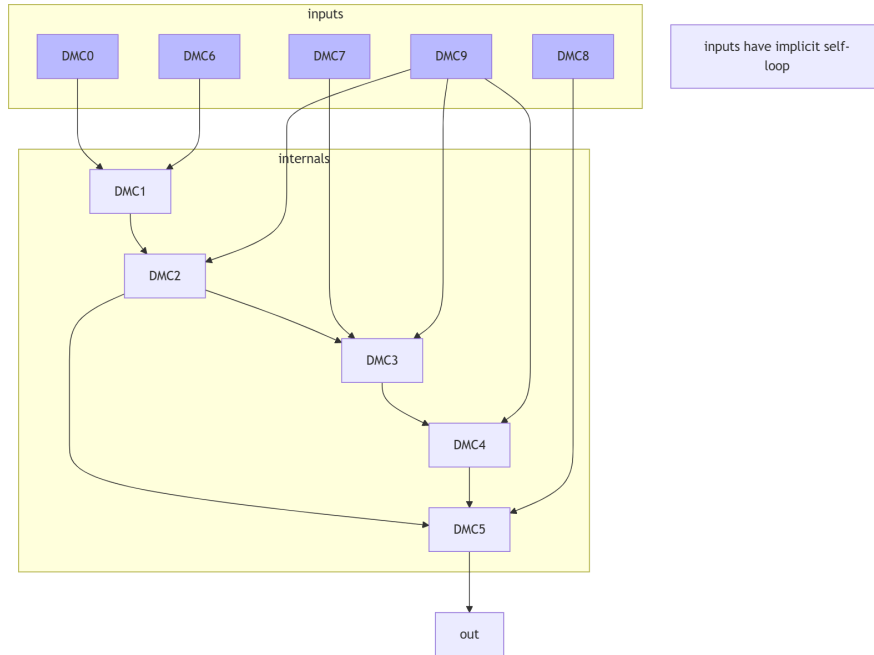 inputs
DMC0
DMC6
DMC7
DMC9
DMC8
inputs have implicit self-
loop
internals
DMC1
DMC2
DMC3
DMC4
DMC5
out